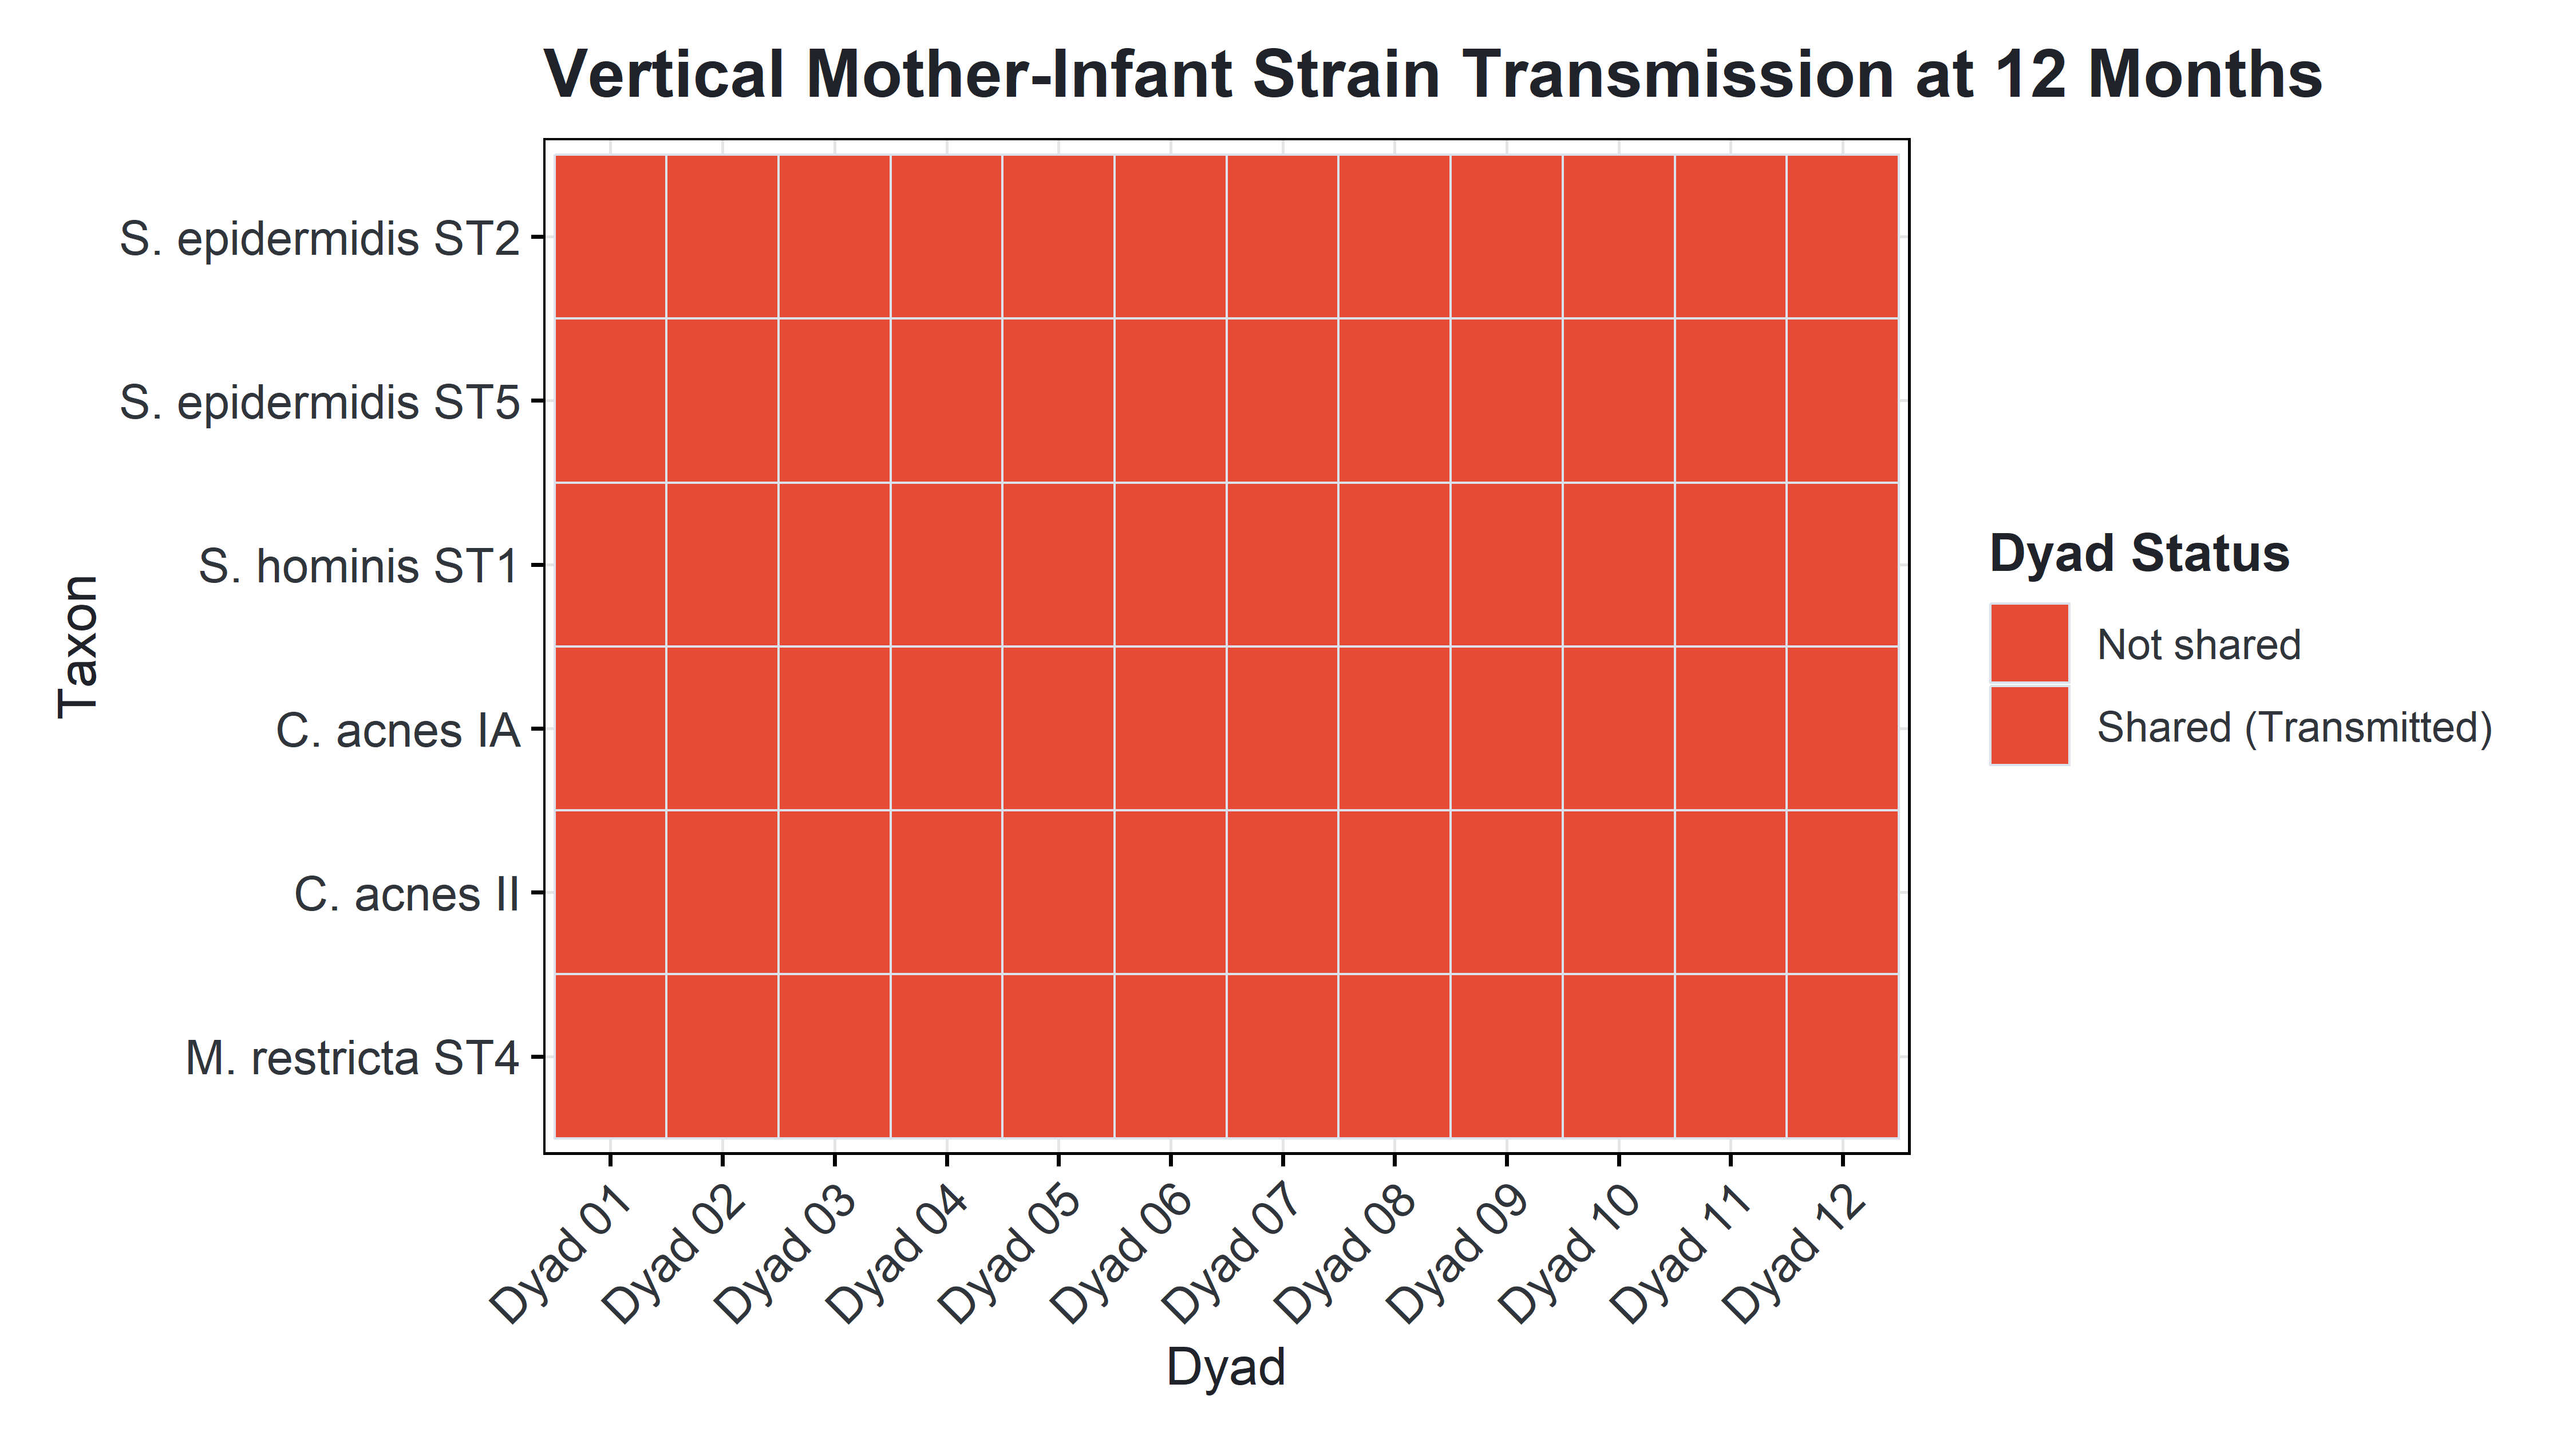 Vertical Mother-Infant Strain Transmission at 12 Months
Taxon
S. epidermidis ST2
S. epidermidis ST5
S. hominis ST1
C. acnes IA
C. acnes II
M. restricta ST4
Dyad 01
Dyad 02
Dyad 03
Dyad 04
Dyad 05
Dyad 06
Dyad 07
Dyad 08
Dyad 09
Dyad 10
Dyad 11
Dyad 12
Dyad
Dyad Status
Not shared
Shared (Transmitted)